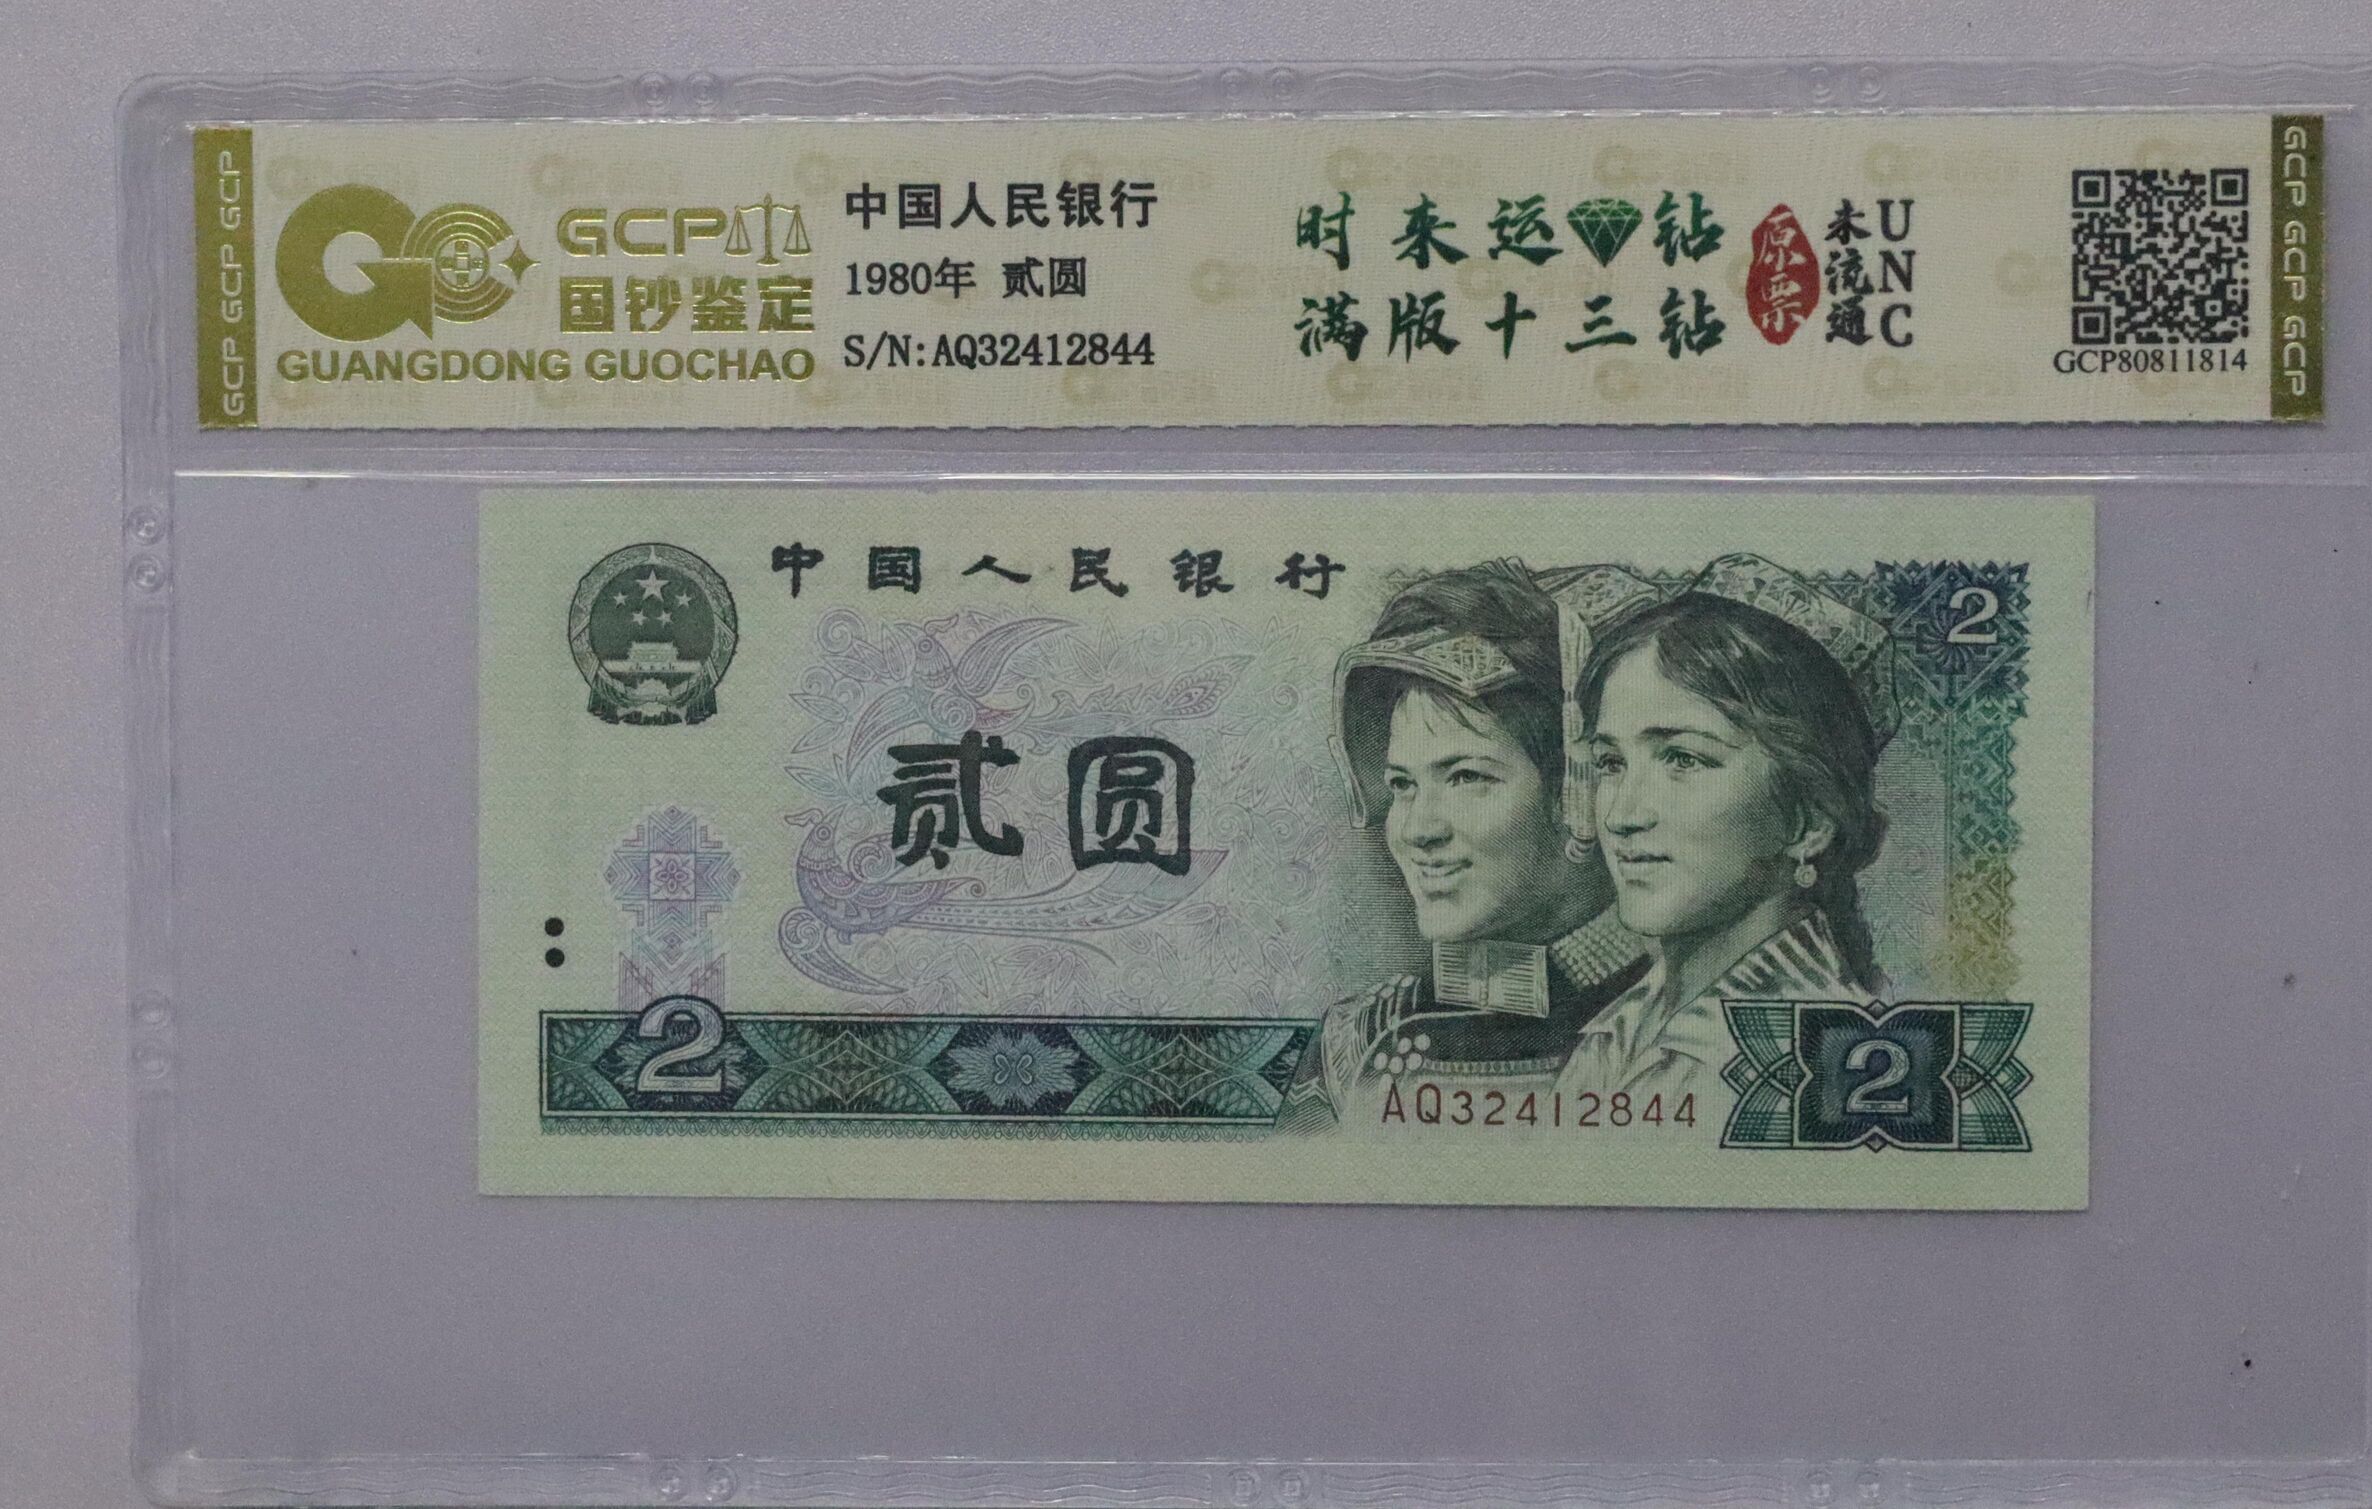 GCP GCP GCP
GCP
国钞鉴定
GUANGDONG GUOCHAO
中国人民银行
1980年 贰圆
S/N:AQ32412844
时来运钻
满版十三钻
原票
未流通
UNC
GCP80811814
GCP GCP GCP
中国人民银行
2
贰圆
2
AQ32412844
2